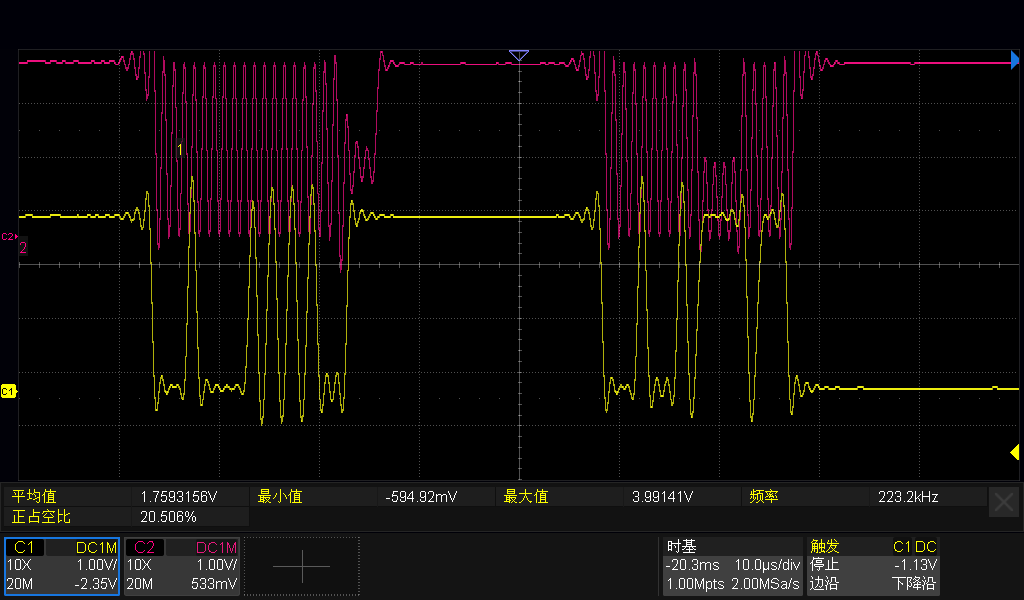 1
C2
2
C1
平均值 1.7593156V 最小值 -594.92mV 最大值 3.99141V 频率 223.2kHz
正占空比 20.506%
C1 DC1M C2 DC1M 时基 触发 C1 DC
10X 1.00V/ 10X 1.00V/ -20.3ms 10.0µs/div 停止 -1.13V
20M -2.35V 20M 533mV 1.00Mpts 2.00MSa/s 边沿 下降沿